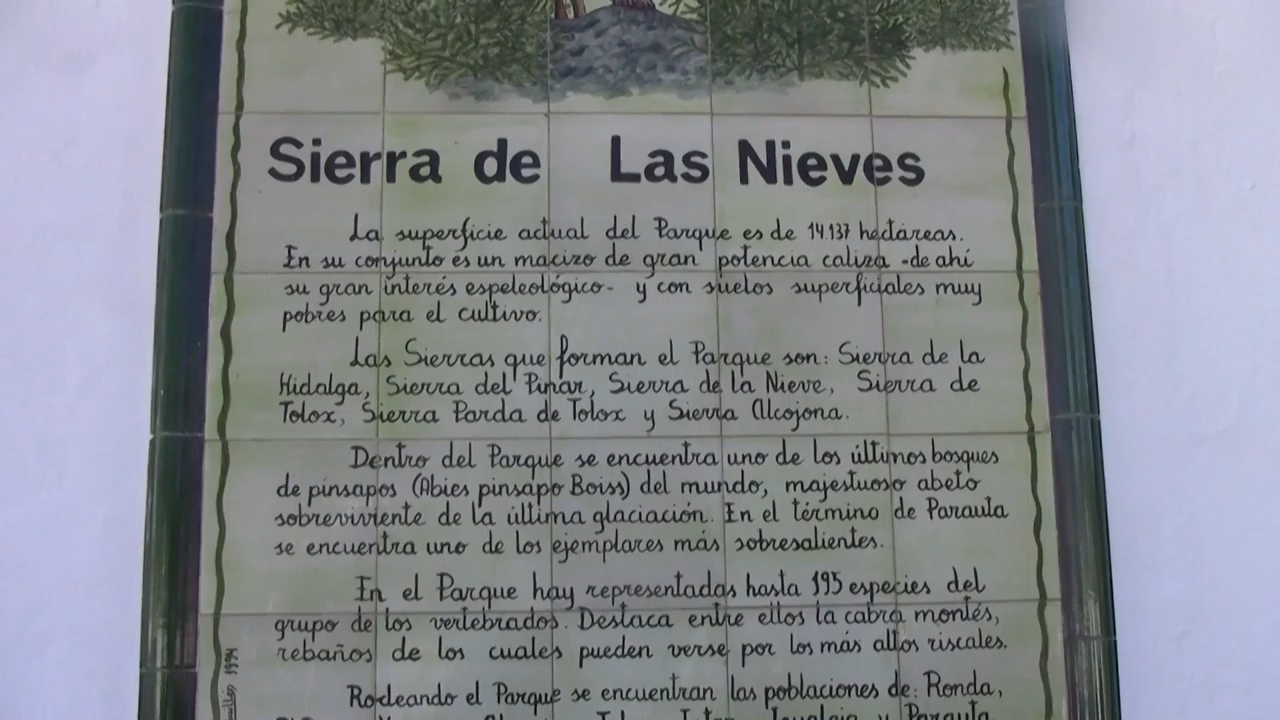 Sierra de Las Nieves
La superficie actual del Parque es de 14.137 hectáreas.
En su conjunto es un macizo de gran potencia caliza -de ahí
su gran interés espeleológico- y con suelos superficiales muy
pobres para el cultivo.
Las Sierras que forman el Parque son: Sierra de la
Hidalga, Sierra del Pinar, Sierra de la Nieve, Sierra de
Tolox, Sierra Parda de Tolox y Sierra Alcojona.
Dentro del Parque se encuentra uno de los últimos bosques
de pinsapos (Abies pinsapo Boiss) del mundo, majestuoso abeto
sobreviviente de la última glaciación. En el término de Parauta
se encuentra uno de los ejemplares más sobresalientes.
En el Parque hay representadas hasta 195 especies del
grupo de los vertebrados. Destaca entre ellos la cabra montés,
rebaños de los cuales pueden verse por los más altos riscales.
Rodeando el Parque se encuentran las poblaciones de: Ronda,
y Parauta
1994